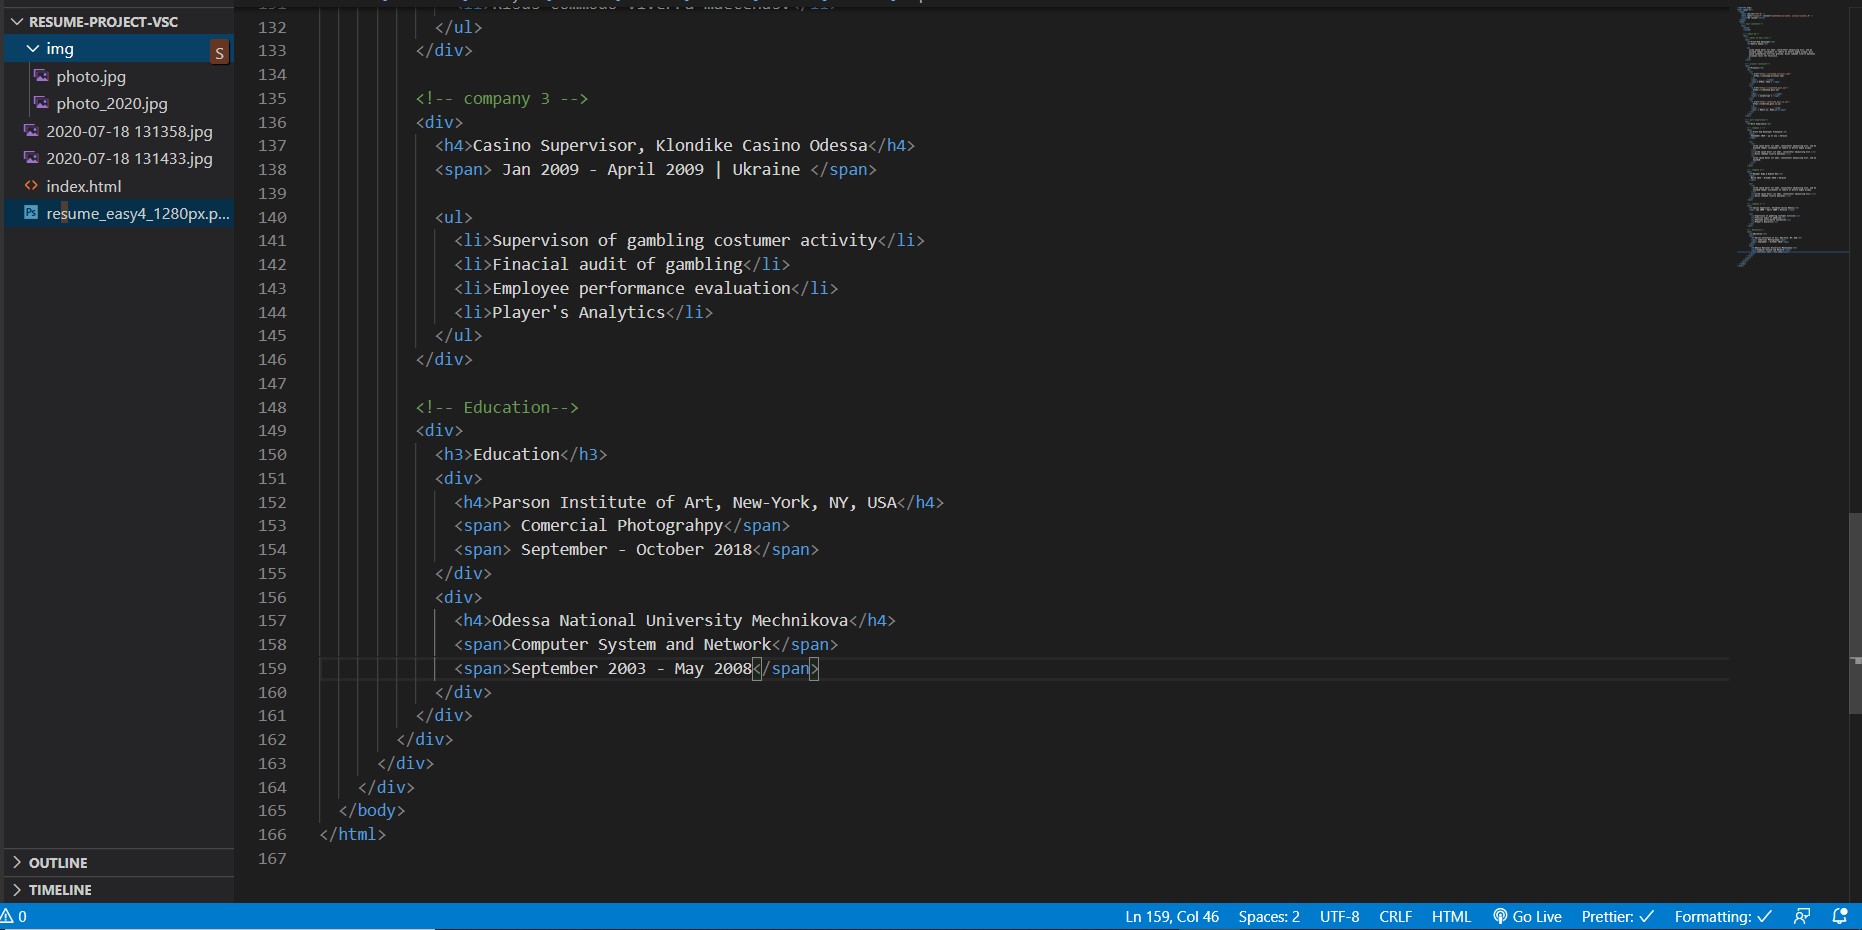 RESUME-PROJECT-VSC
img
S
photo.jpg
photo_2020.jpg
2020-07-18 131358.jpg
2020-07-18 131433.jpg
<> index.html
Ps resume_easy4_1280px.p...
OUTLINE
TIMELINE
132 </ul>
133 </div>
134
135 <!-- company 3 -->
136 <div>
137 <h4>Casino Supervisor, Klondike Casino Odessa</h4>
138 <span> Jan 2009 - April 2009 | Ukraine </span>
139
140 <ul>
141 <li>Supervison of gambling costumer activity</li>
142 <li>Finacial audit of gambling</li>
143 <li>Employee performance evaluation</li>
144 <li>Player's Analytics</li>
145 </ul>
146 </div>
147
148 <!-- Education-->
149 <div>
150 <h3>Education</h3>
151 <div>
152 <h4>Parson Institute of Art, New-York, NY, USA</h4>
153 <span> Comercial Photograhpy</span>
154 <span> September - October 2018</span>
155 </div>
156 <div>
157 <h4>Odessa National University Mechnikova</h4>
158 <span>Computer System and Network</span>
159 <span>September 2003 - May 2008</span>
160 </div>
161 </div>
162 </div>
163 </div>
164 </div>
165 </body>
166 </html>
167
0
Ln 159, Col 46 Spaces: 2 UTF-8 CRLF HTML Go Live Prettier: ✓ Formatting: ✓